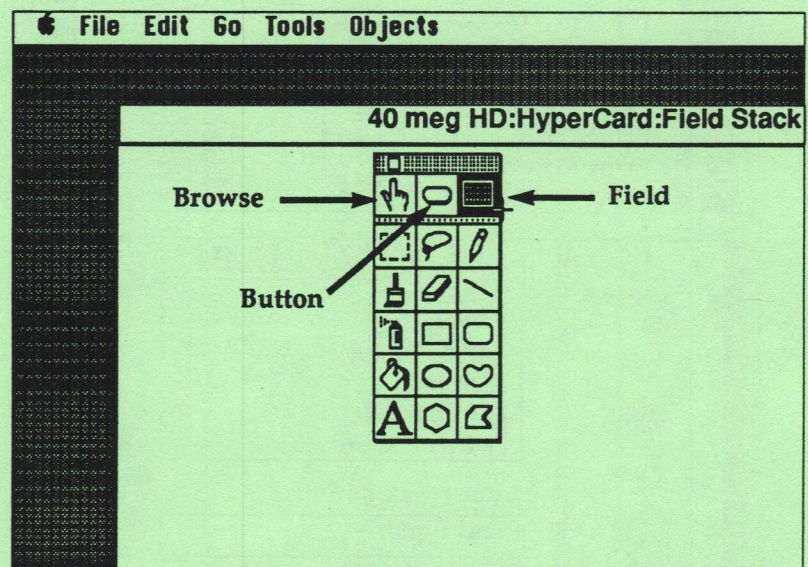 File Edit Go Tools Objects
40 meg HD:HyperCard:Field Stack
Browse
Field
Button
A